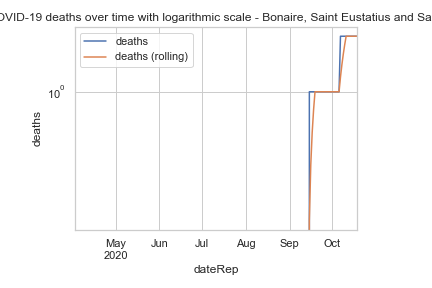 OVID-19 deaths over time with logarithmic scale - Bonaire, Saint Eustatius and Sa
deaths
deaths (rolling)
10⁰
deaths
May
2020
Jun
Jul
Aug
Sep
Oct
dateRep